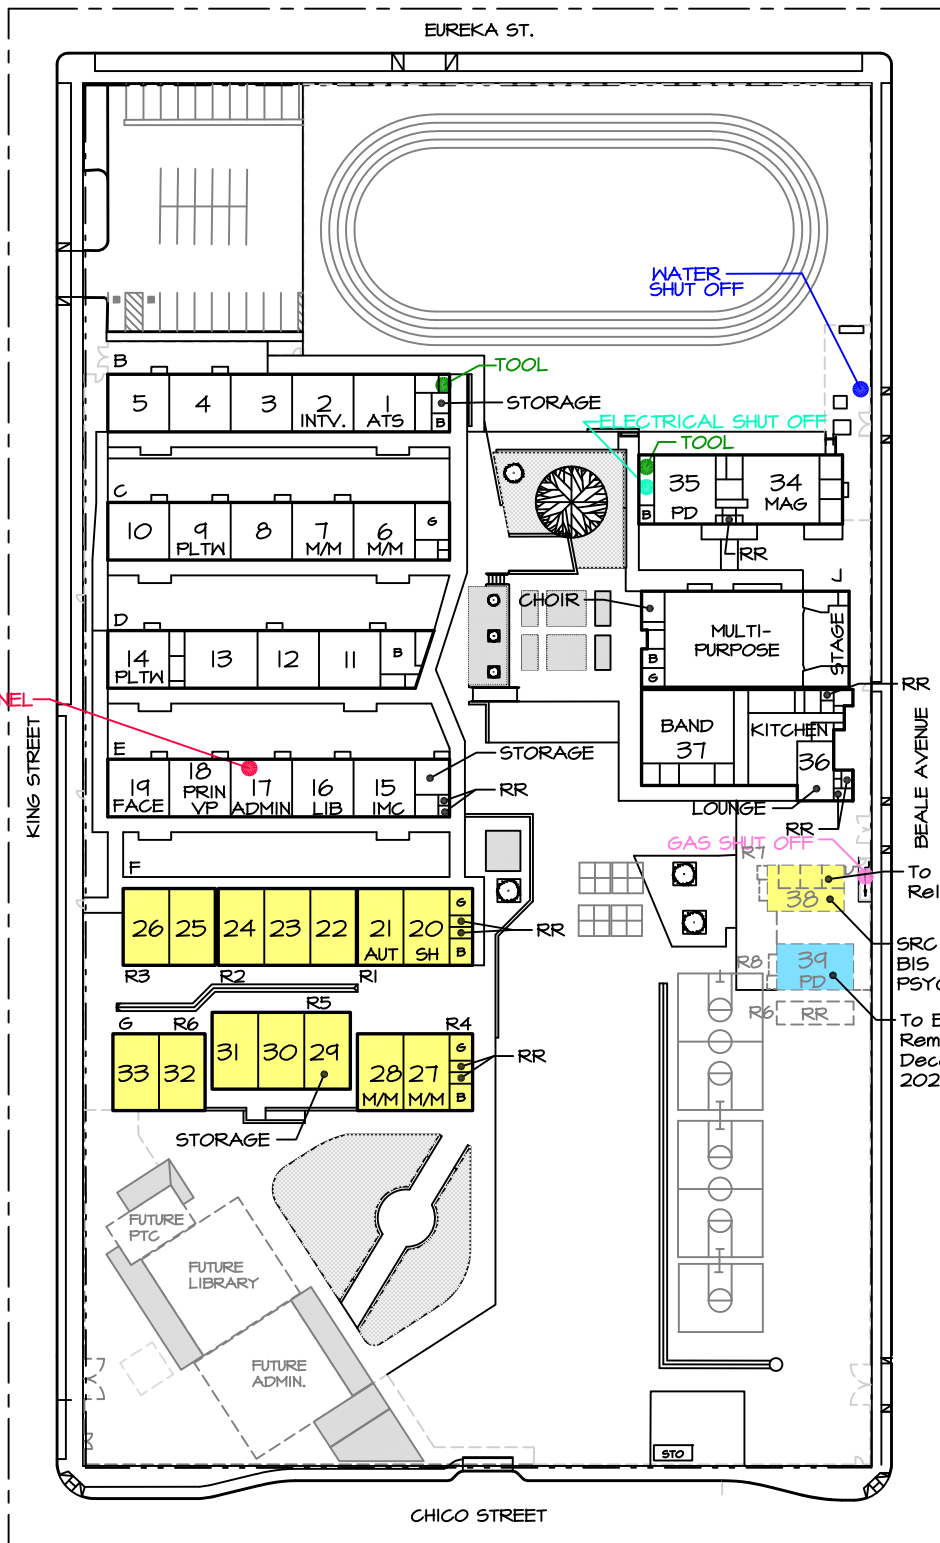 EUREKA ST.
WATER
SHUT OFF
B
TOOL
5
4
3
2
INTV.
1
ATS
STORAGE
B
ELECTRICAL SHUT OFF
TOOL
35
PD
34
MAG
B
RR
C
10
9
PLTW
8
7
M/M
6
M/M
G
CHOIR
MULTI-
PURPOSE
STAGE
B
G
D
14
PLTW
13
12
11
B
NEL
RR
BAND
37
KITCHEN
36
LOUNGE
RR
KING STREET
BEALE AVENUE
E
19
FACE
18
PRIN
VP
17
ADMIN
16
LIB
15
IMC
STORAGE
RR
GAS SHUT OFF
F
R7
38
To
Rel
26
25
24
23
22
21
AUT
20
SH
G
B
RR
SRC
BIS
PSYC
R3
R2
R1
R8
39
PD
R6
RR
To B
Rem
Dece
202
G
R6
R5
R4
33
32
31
30
29
28
M/M
27
M/M
G
B
RR
STORAGE
FUTURE
PTC
FUTURE
LIBRARY
FUTURE
ADMIN.
STO
CHICO STREET